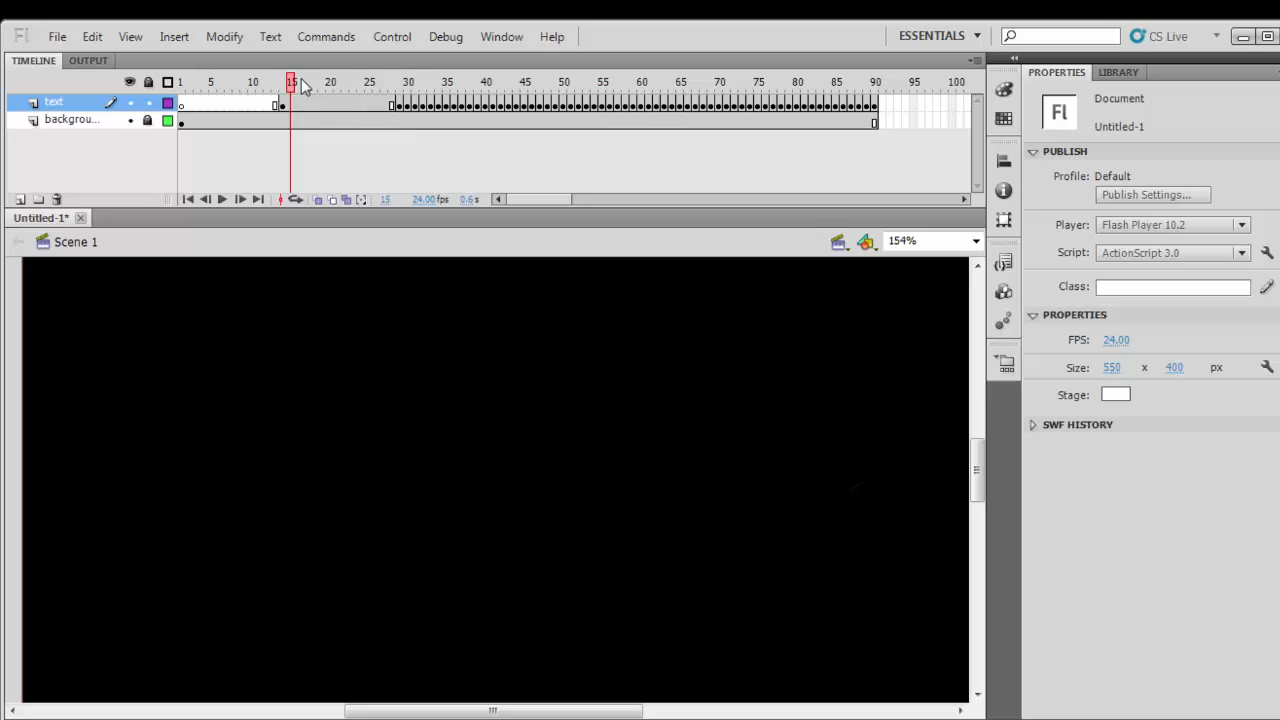 Fl File Edit View Insert Modify Text Commands Control Debug Window Help ESSENTIALS CS Live
TIMELINE OUTPUT
PROPERTIES LIBRARY
1 5 10 15 20 25 30 35 40 45 50 55 60 65 70 75 80 85 90 95 100
text
backgrou...
15 24.00fps 0.6s
Untitled-1*
Scene 1
154%
Fl
Document
Untitled-1
PUBLISH
Profile: Default
Publish Settings...
Player: Flash Player 10.2
Script: ActionScript 3.0
Class:
PROPERTIES
FPS: 24.00
Size: 550 x 400 px
Stage:
SWF HISTORY